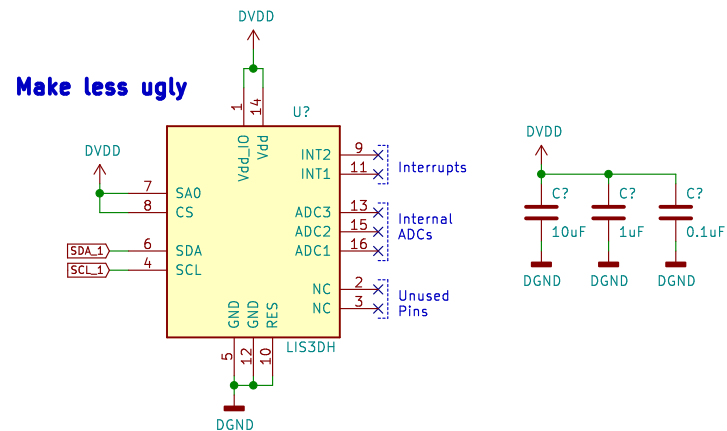 DVDD
Make less ugly
1
14
U?
Vdd_IO
Vdd
DVDD
7 SA0
8 CS
SDA_1 6 SDA
SCL_1 4 SCL
INT2 9
INT1 11
Interrupts
ADC3 13
ADC2 15
ADC1 16
Internal
ADCs
NC 2
NC 3
Unused
Pins
GND
GND
RES
LIS3DH
5
12
10
DGND
DVDD
C?
10uF
DGND
C?
1uF
DGND
C?
0.1uF
DGND